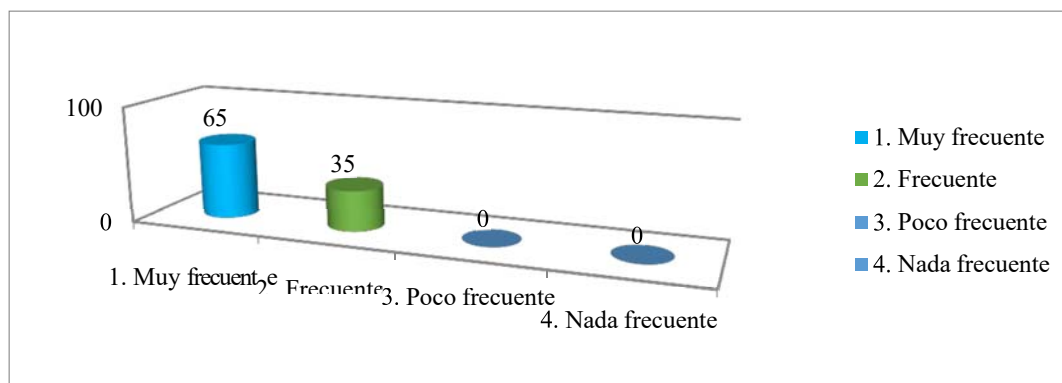 100
65
35
0
0
0
1. Muy frecuente
2. Frecuente
3. Poco frecuente
4. Nada frecuente
1. Muy frecuente
2. Frecuente
3. Poco frecuente
4. Nada frecuente